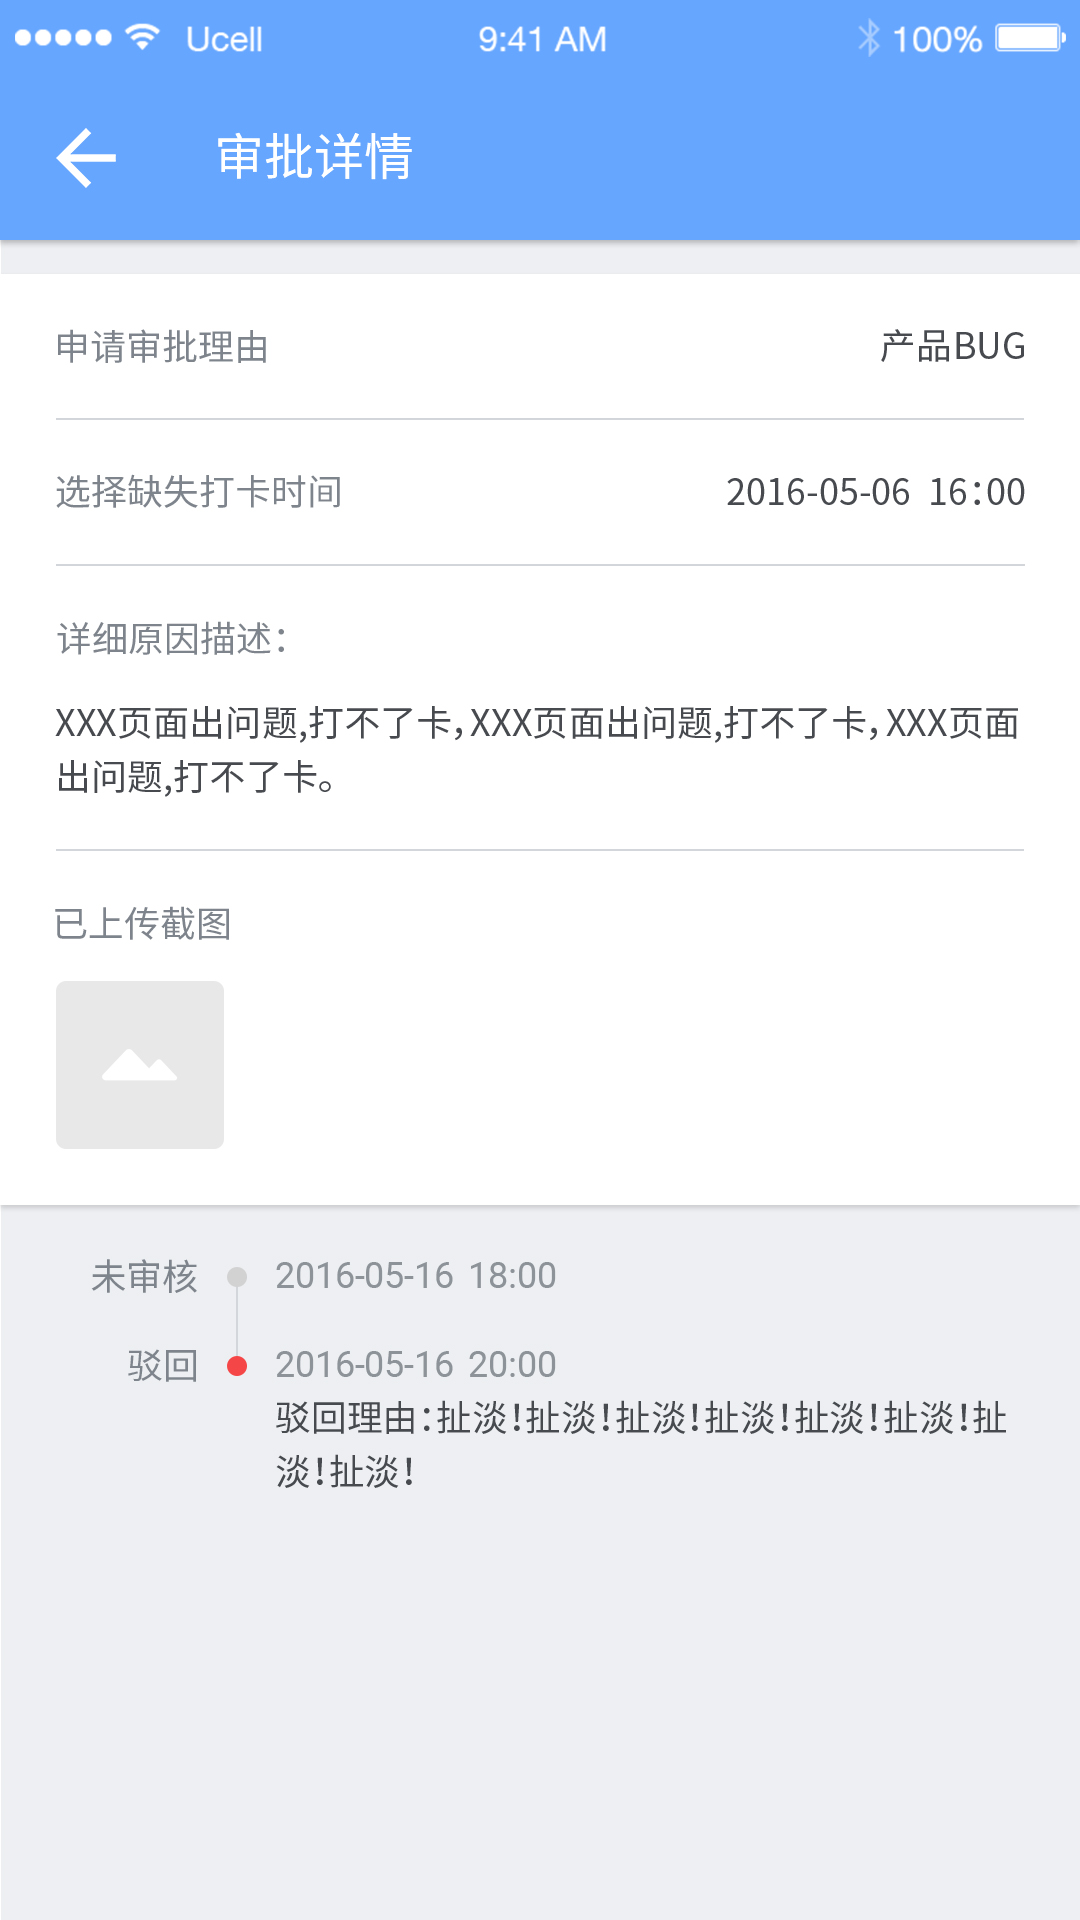 Ucell 9:41 AM 100%
审批详情
申请审批理由 产品BUG
选择缺失打卡时间 2016-05-06 16：00
详细原因描述：
XXX页面出问题,打不了卡，XXX页面出问题,打不了卡，XXX页面
出问题,打不了卡。
已上传截图
未审核 2016-05-16 18:00
驳回 2016-05-16 20:00
驳回理由：扯淡！扯淡！扯淡！扯淡！扯淡！扯淡！扯
淡！扯淡！